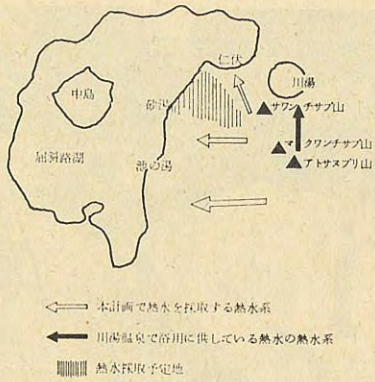 仁伏
川湯
中島
砂湯
サワンチサップ山
屈斜路湖
池の湯
マクワンチサップ山
アトサヌプリ山
本計画で熱水を採取する熱水系
川湯温泉で浴用に供している熱水の熱水系
熱水採取予定地